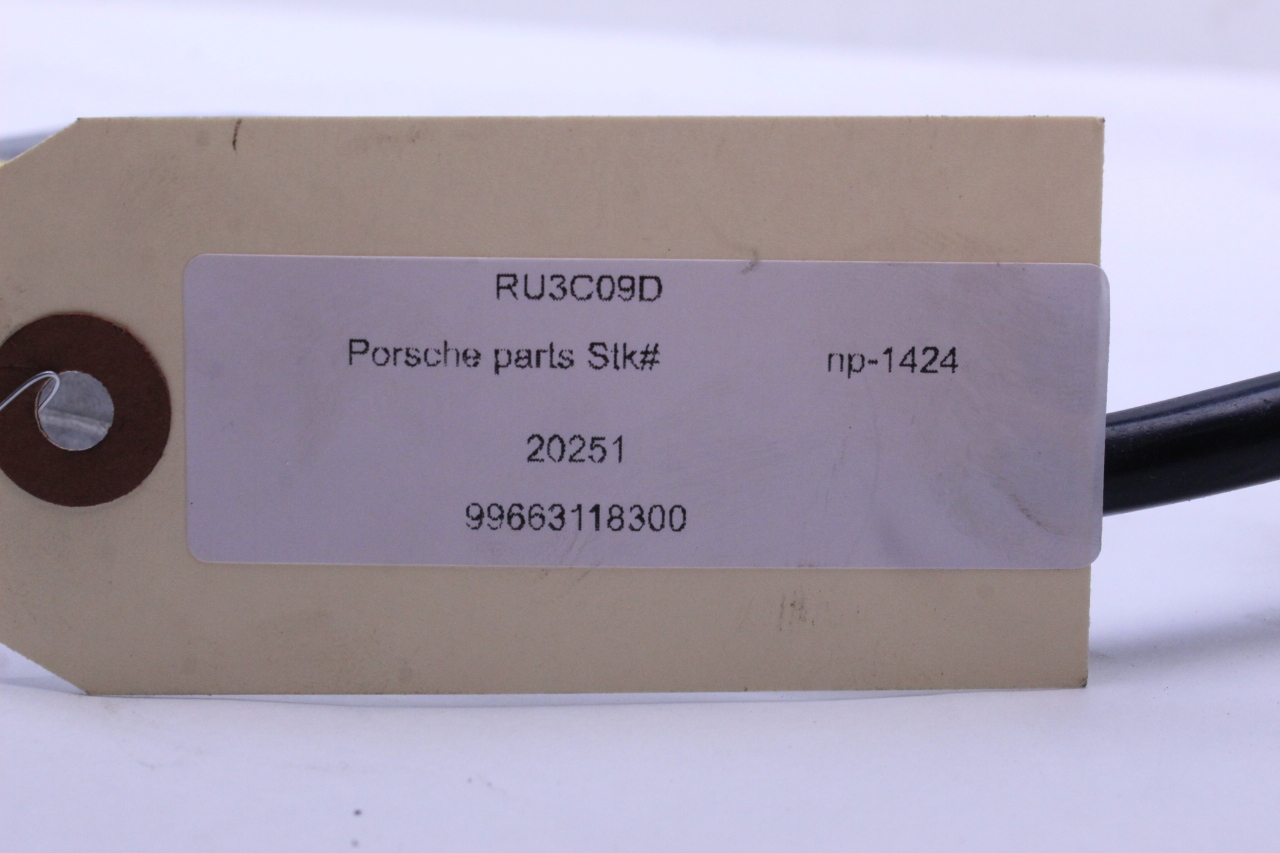 RU3C09D
Porsche parts Stk# np-1424
20251
99663118300